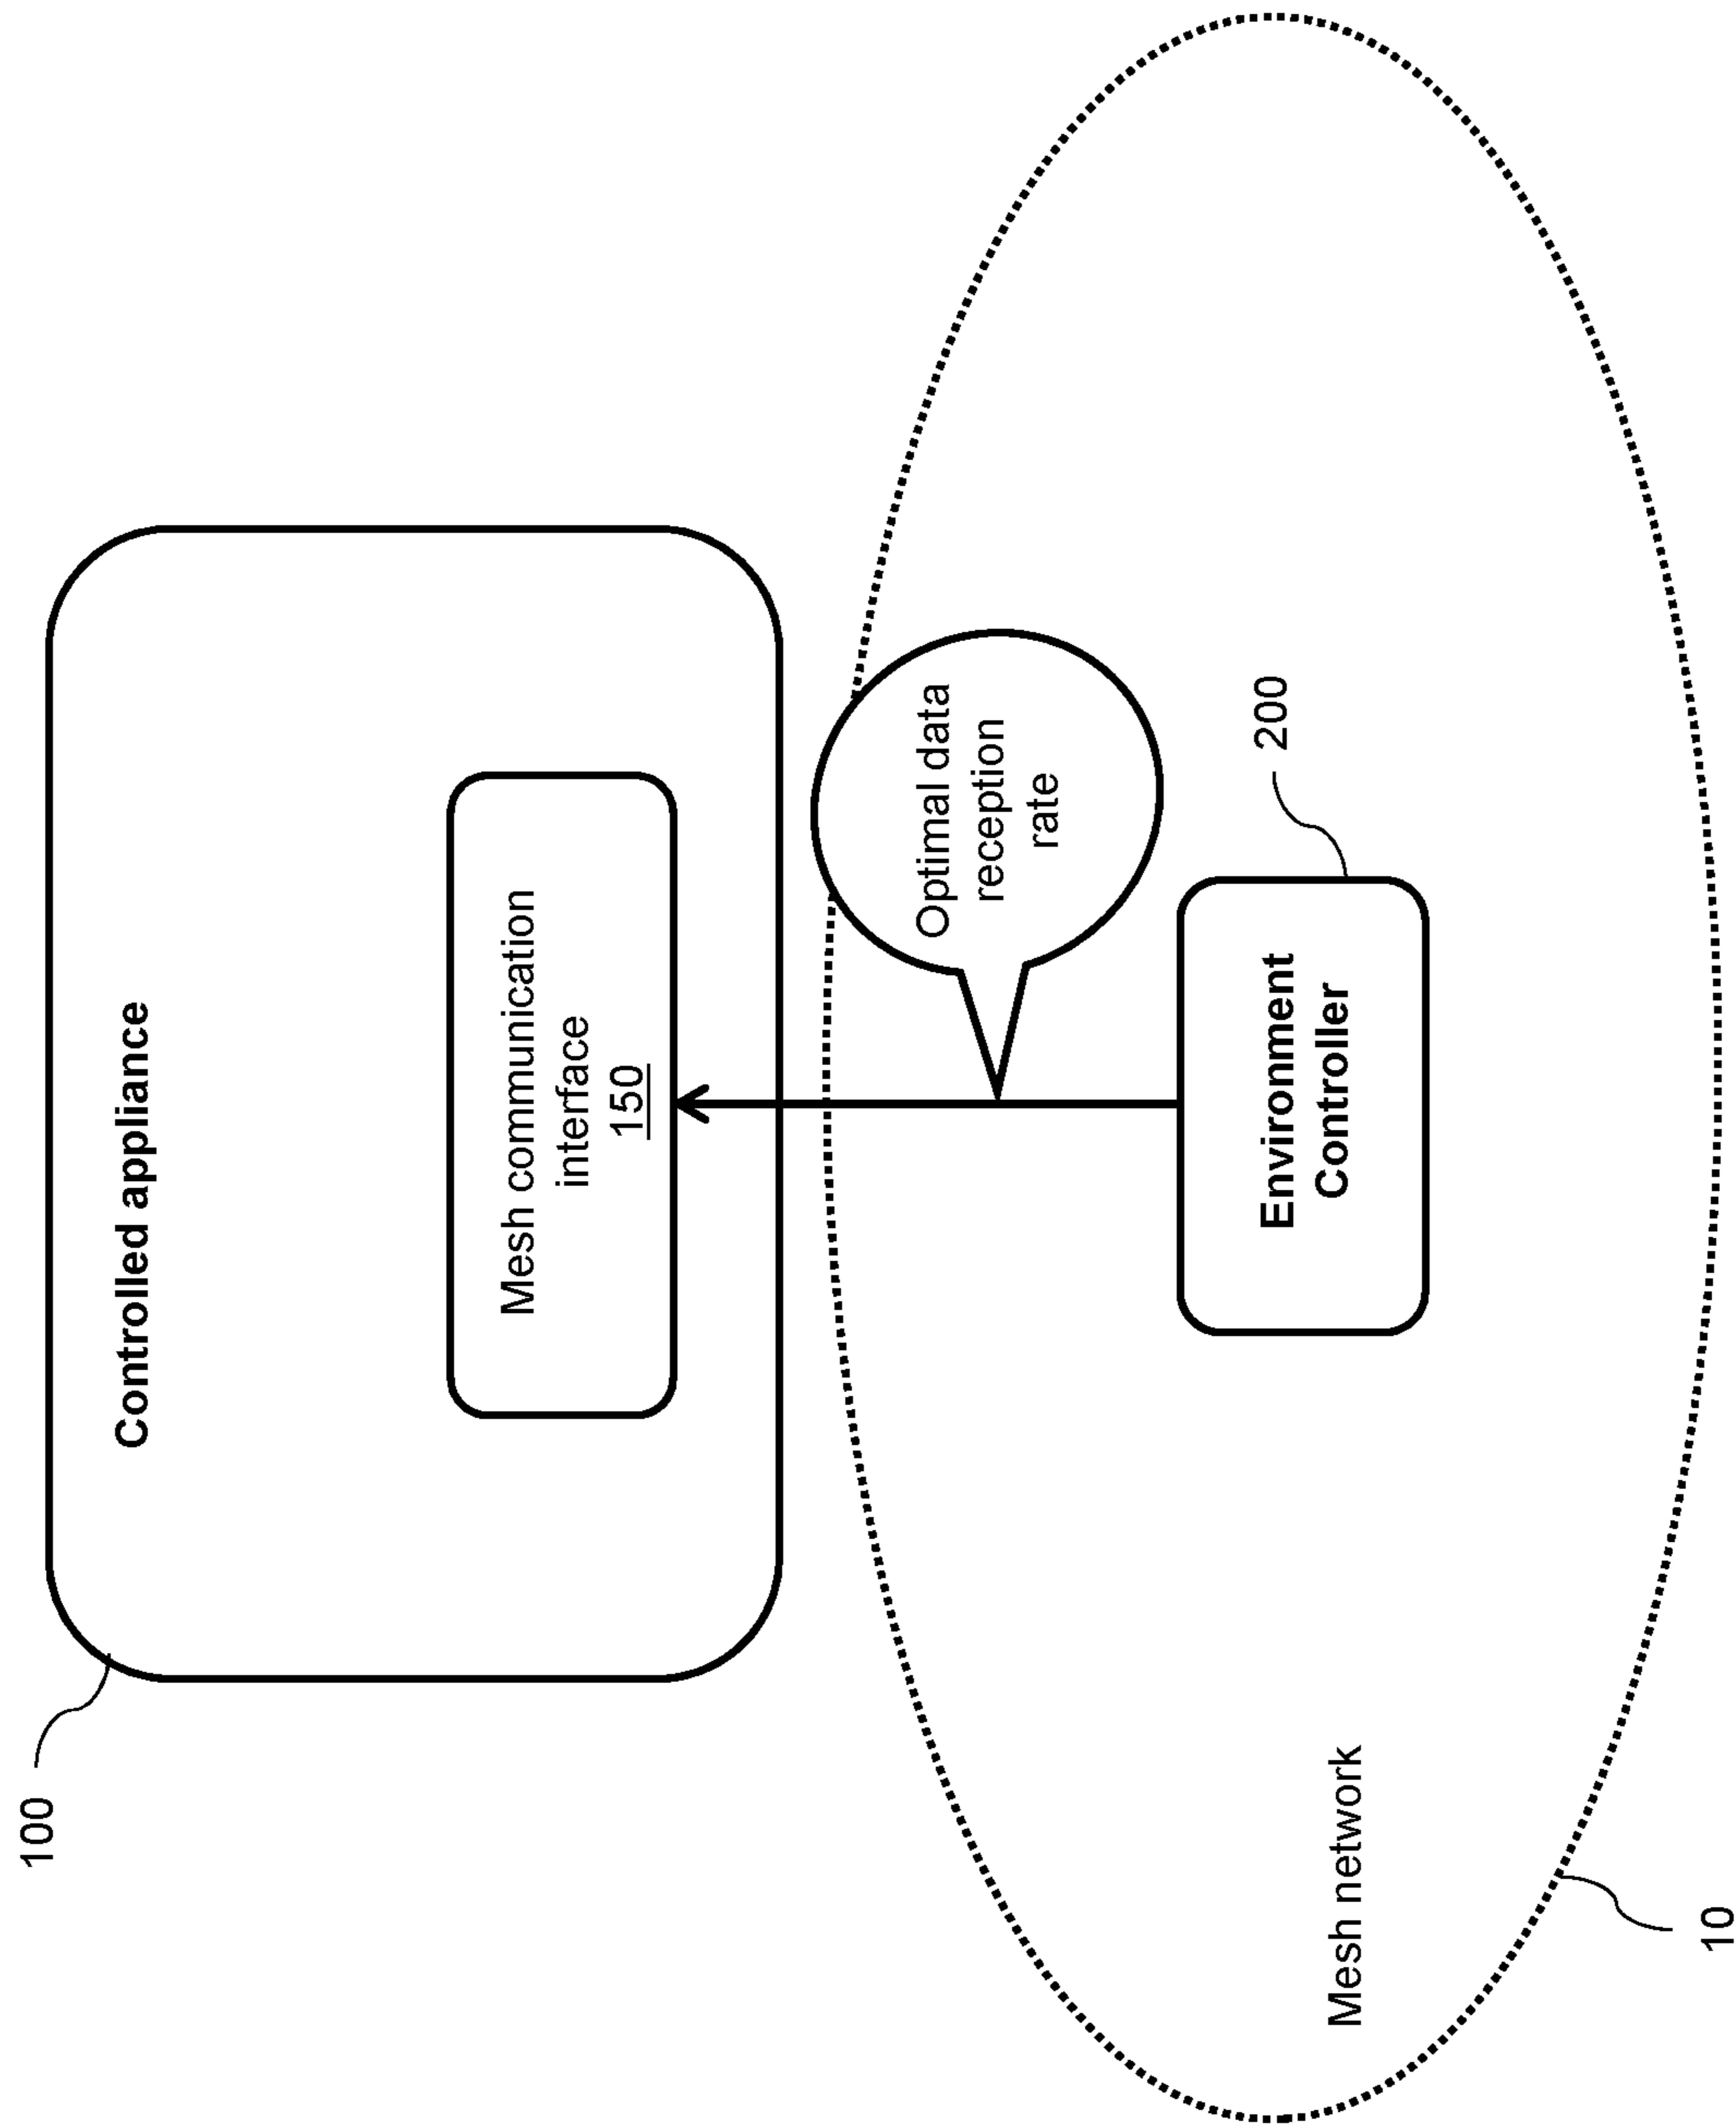 100
Controlled appliance
Mesh communication
interface
150
Optimal data
reception
rate
200
Environment
Controller
Mesh network
10